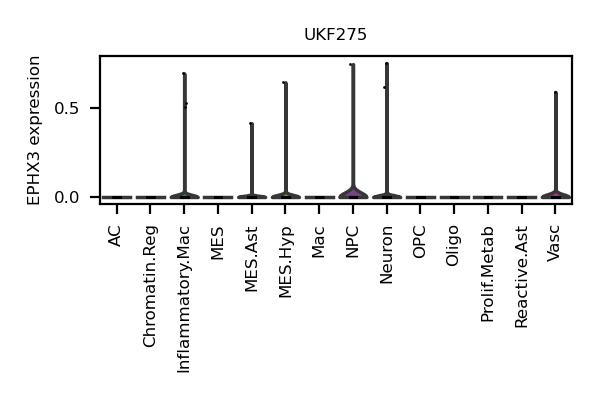 UKF275
EPHX3 expression
0.5
0.0
AC
Chromatin.Reg
Inflammatory.Mac
MES
MES.Ast
MES.Hyp
Mac
NPC
Neuron
OPC
Oligo
Prolif.Metab
Reactive.Ast
Vasc